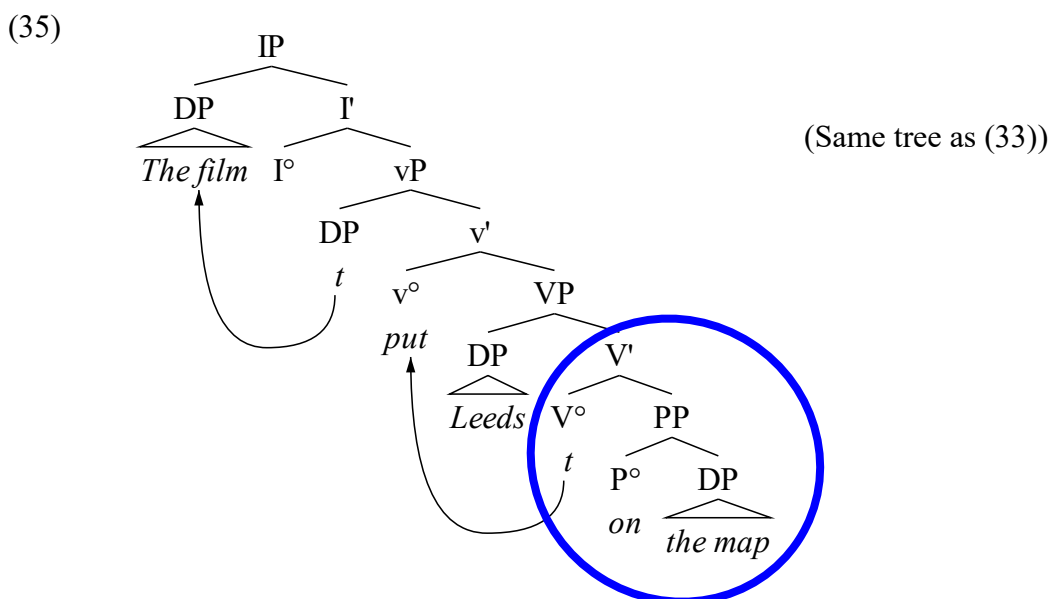 (35)
IP
DP I'
(Same tree as (33))
The film I° vP
DP v'
t
v° VP
put
DP V'
Leeds V° PP
t
P° DP
on
the map